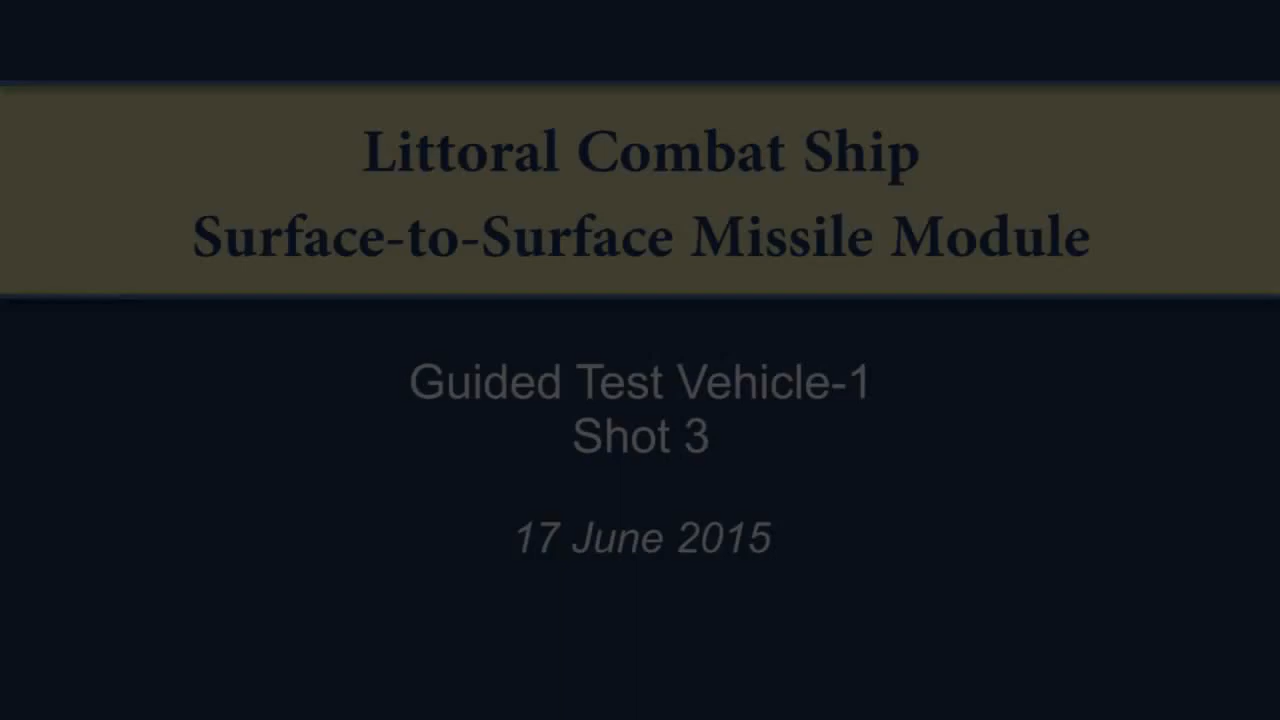 Littoral Combat Ship
Surface-to-Surface Missile Module
Guided Test Vehicle-1
Shot 3
17 June 2015